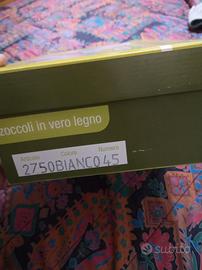 zoccoli in vero legno
Articolo Colore Numero
2750BIANCO45
subito